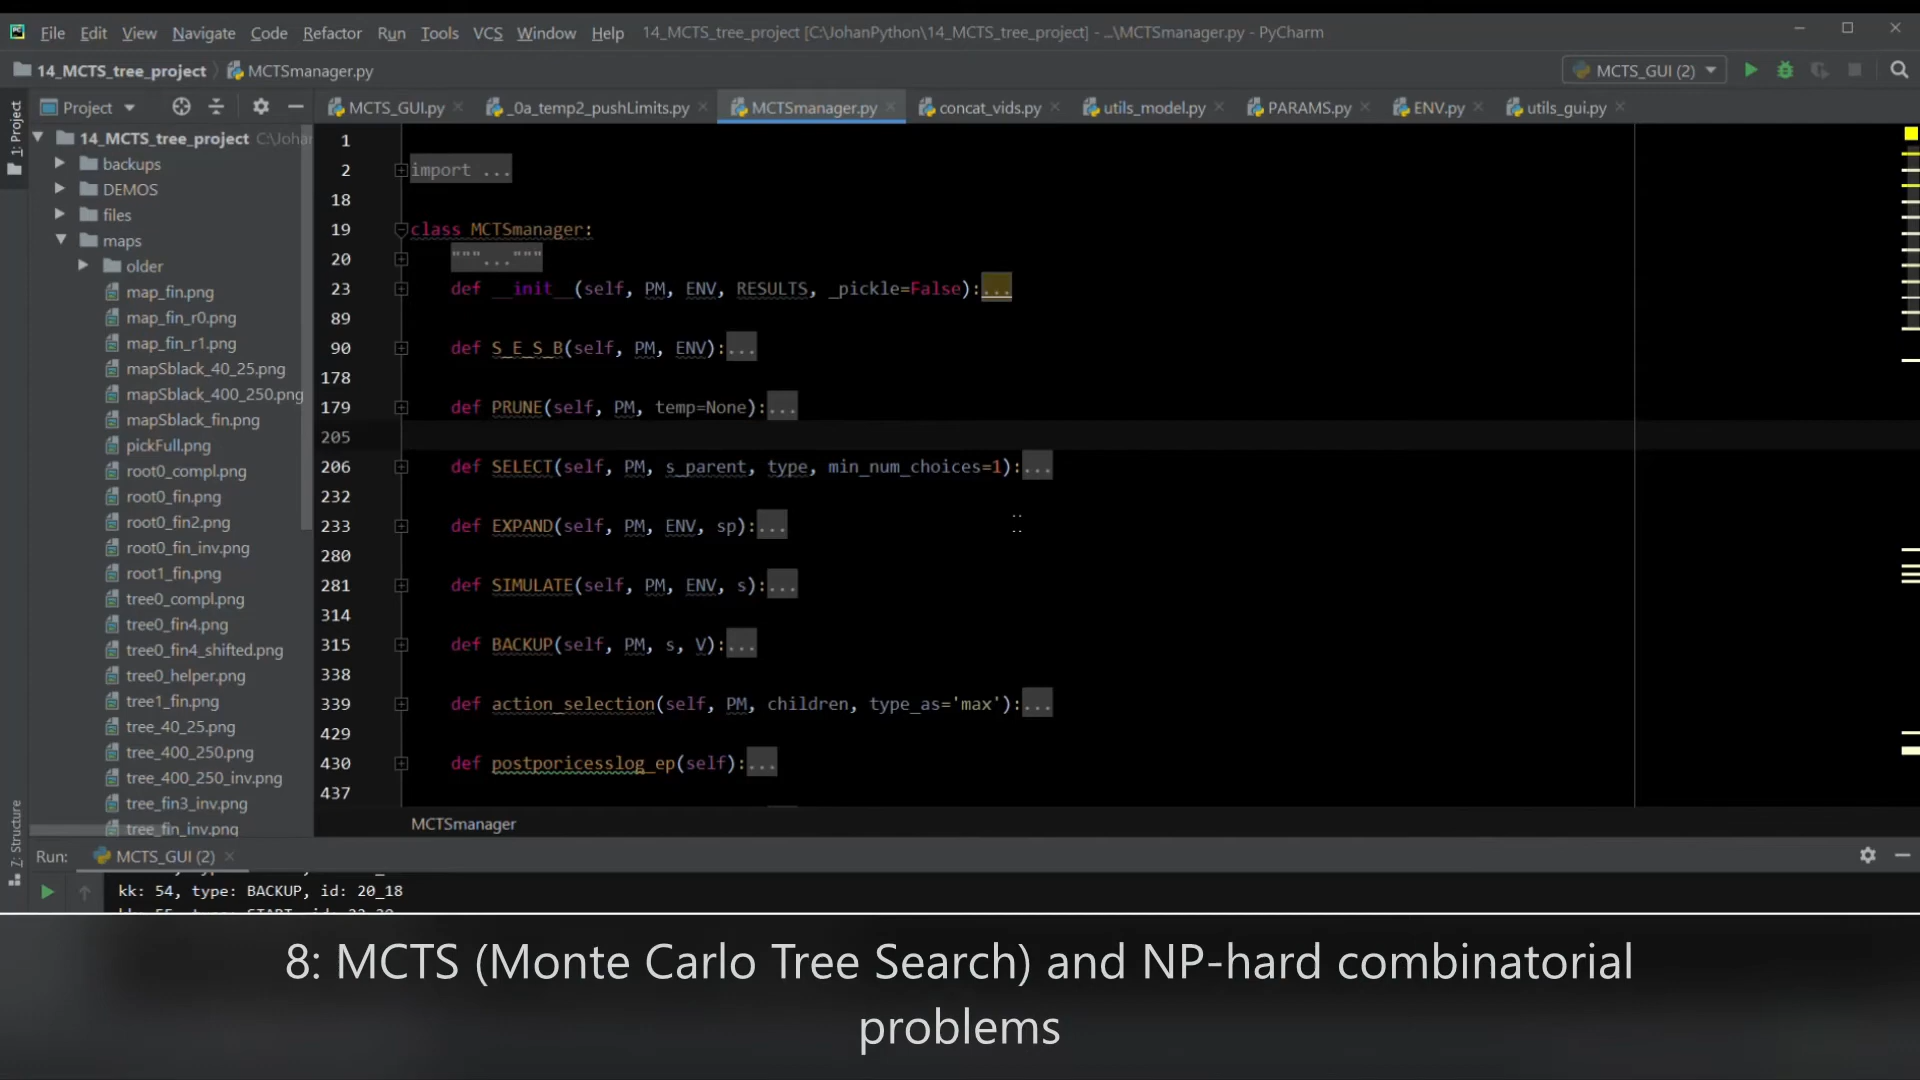 File Edit View Navigate Code Refactor Run Tools VCS Window Help 14_MCTS_tree_project [C:\JohanPython\14_MCTS_tree_project] - ...\MCTSmanager.py - PyCharm
14_MCTS_tree_project MCTSmanager.py MCTS_GUI (2)
Project MCTS_GUI.py _0a_temp2_pushLimits.py MCTSmanager.py concat_vids.py utils_model.py PARAMS.py ENV.py utils_gui.py
1: Project
14_MCTS_tree_project C:\Joha
backups
DEMOS
files
maps
older
map_fin.png
map_fin_r0.png
map_fin_r1.png
mapSblack_40_25.png
mapSblack_400_250.png
mapSblack_fin.png
pickFull.png
root0_compl.png
root0_fin.png
root0_fin2.png
root0_fin_inv.png
root1_fin.png
tree0_compl.png
tree0_fin4.png
tree0_fin4_shifted.png
tree0_helper.png
tree1_fin.png
tree_40_25.png
tree_400_250.png
tree_400_250_inv.png
tree_fin3_inv.png
tree_fin_inv.png
7: Structure
1
2 import ...
18
19 class MCTSmanager:
20 """..."""
23 def __init__(self, PM, ENV, RESULTS, _pickle=False):...
89
90 def S_E_S_B(self, PM, ENV):...
178
179 def PRUNE(self, PM, temp=None):...
205
206 def SELECT(self, PM, s_parent, type, min_num_choices=1):...
232
233 def EXPAND(self, PM, ENV, sp):...
280
281 def SIMULATE(self, PM, ENV, s):...
314
315 def BACKUP(self, PM, s, V):...
338
339 def action_selection(self, PM, children, type_as='max'):...
429
430 def postporicesslog_ep(self):...
437
MCTSmanager
Run: MCTS_GUI (2)
kk: 54, type: BACKUP, id: 20_18
8: MCTS (Monte Carlo Tree Search) and NP-hard combinatorial
problems